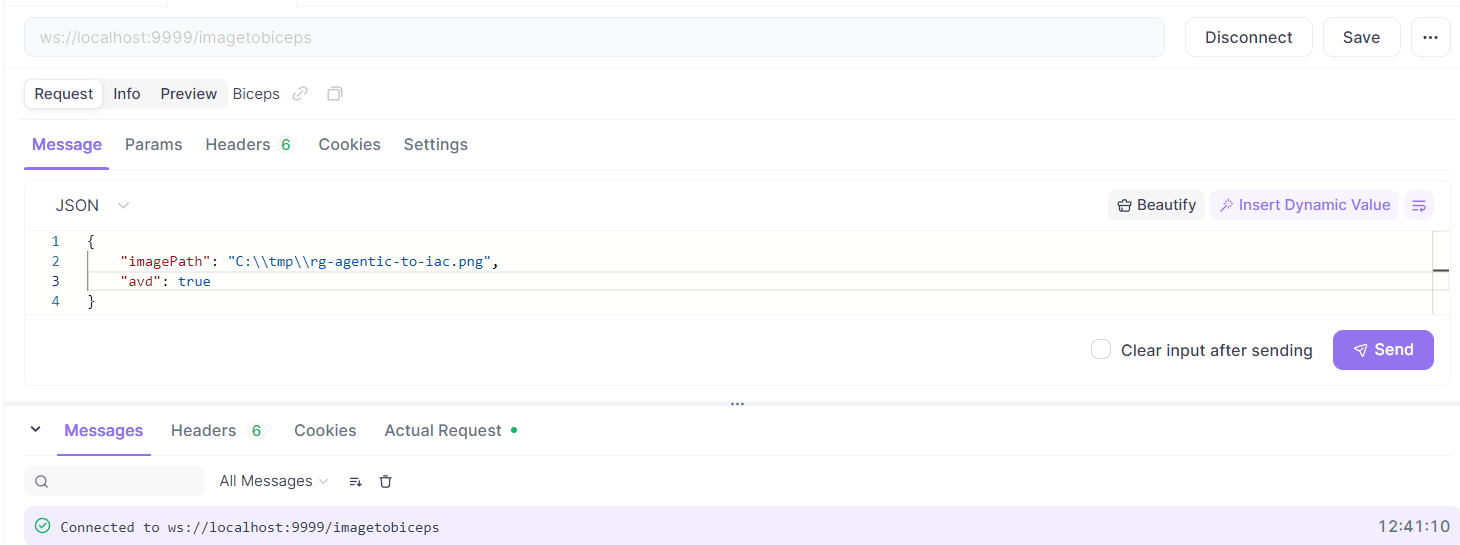 ws://localhost:9999/imagetobiceps Disconnect Save ...
Request Info Preview Biceps
Message Params Headers 6 Cookies Settings
JSON Beautify Insert Dynamic Value
1 {
2 "imagePath": "C:\\tmp\\rg-agentic-to-iac.png",
3 "avd": true
4 }
Clear input after sending Send
...
Messages Headers 6 Cookies Actual Request
All Messages
Connected to ws://localhost:9999/imagetobiceps 12:41:10